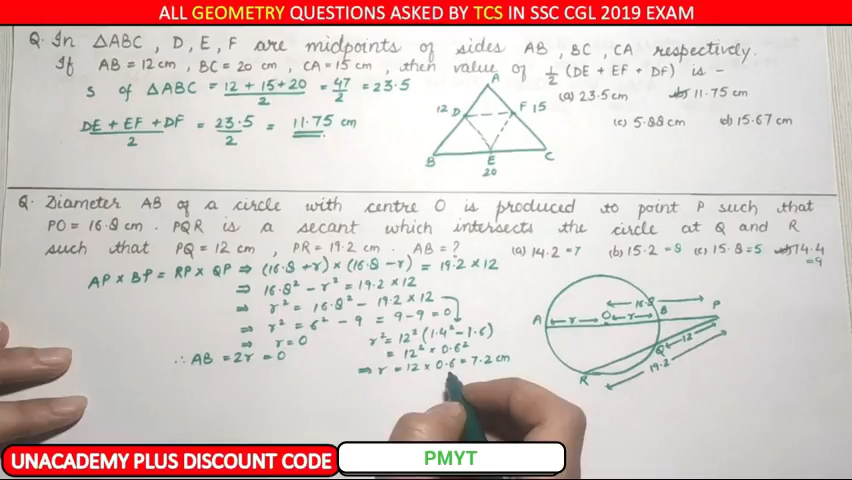 ALL GEOMETRY QUESTIONS ASKED BY TCS IN SSC CGL 2019 EXAM
Q. In △ABC, D, E, F are midpoints of sides AB, BC, CA respectively.
If AB = 12 cm, BC = 20 cm, CA = 15 cm, then value of 1/2 (DE + EF + DF) is -
S of △ABC = (12 + 15 + 20)/2 = 47/2 = 23.5
(a) 23.5 cm (b) 11.75 cm
(DE + EF + DF)/2 = 23.5/2 = 11.75 cm
(c) 5.88 cm (d) 15.67 cm
A
12 D F 15
B E C
20
Q. Diameter AB of a circle with centre O is produced to point P such that
PO = 16.8 cm. PQR is a secant which intersects the circle at Q and R
such that PQ = 12 cm, PR = 19.2 cm. AB = ?
(a) 14.2 = 7 (b) 15.2 = 8 (c) 15.8 = 5 (d) 14.4 = 9
AP × BP = RP × QP ⇒ (16.8 + r) × (16.8 - r) = 19.2 × 12
⇒ 16.8² - r² = 19.2 × 12
⇒ r² = 16.8² - 19.2 × 12
⇒ r² = 6² - 9 = 9 - 9 = 0
⇒ r = 0
∴ AB = 2r = 0
r² = 12² (1.4² - 1.6)
= 12² × 0.6²
⇒ r = 12 × 0.6 = 7.2 cm
16.8 P
A r O r B
Q 12
R 19.2
UNACADEMY PLUS DISCOUNT CODE PMYT